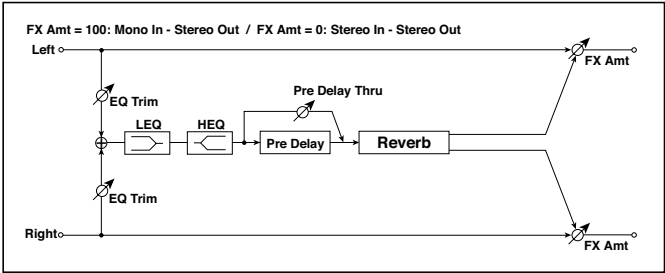 FX Amt = 100: Mono In - Stereo Out / FX Amt = 0: Stereo In - Stereo Out
Left
FX Amt
EQ Trim
Pre Delay Thru
LEQ
HEQ
Pre Delay
Reverb
EQ Trim
Right
FX Amt